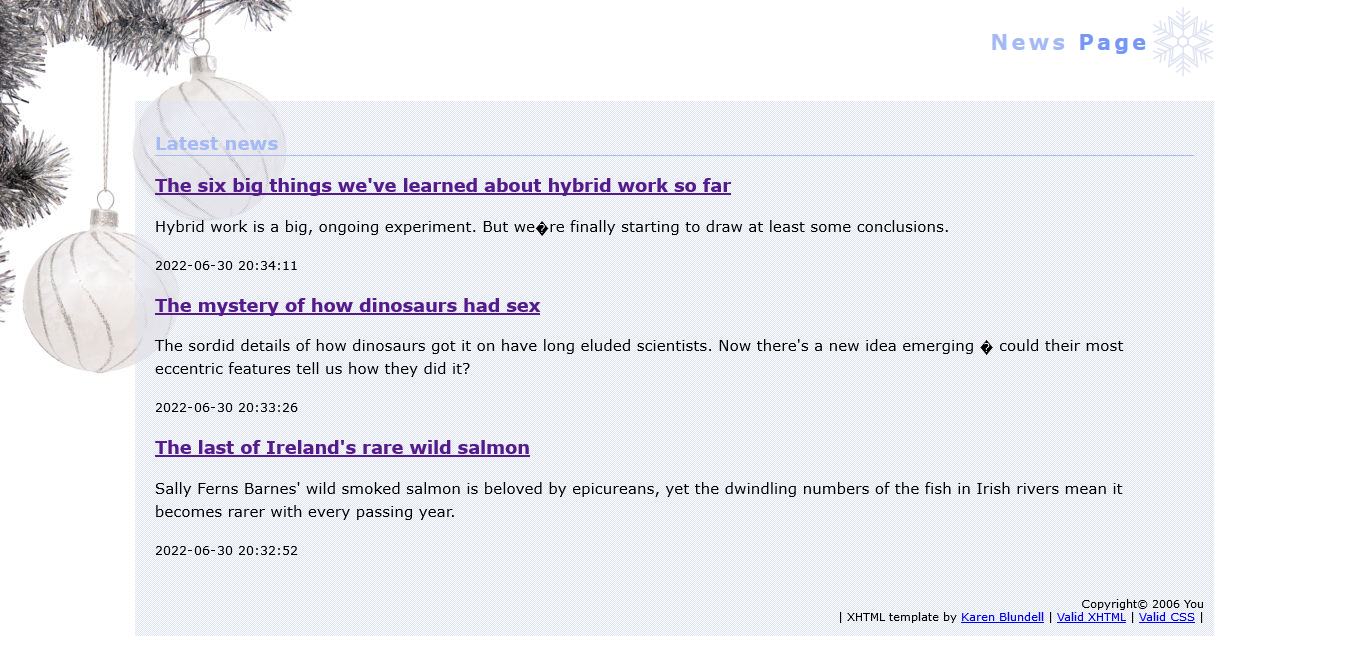 News Page
Latest news
The six big things we've learned about hybrid work so far
Hybrid work is a big, ongoing experiment. But we�re finally starting to draw at least some conclusions.
2022-06-30 20:34:11
The mystery of how dinosaurs had sex
The sordid details of how dinosaurs got it on have long eluded scientists. Now there's a new idea emerging � could their most
eccentric features tell us how they did it?
2022-06-30 20:33:26
The last of Ireland's rare wild salmon
Sally Ferns Barnes' wild smoked salmon is beloved by epicureans, yet the dwindling numbers of the fish in Irish rivers mean it
becomes rarer with every passing year.
2022-06-30 20:32:52
Copyright© 2006 You
| XHTML template by Karen Blundell | Valid XHTML | Valid CSS |